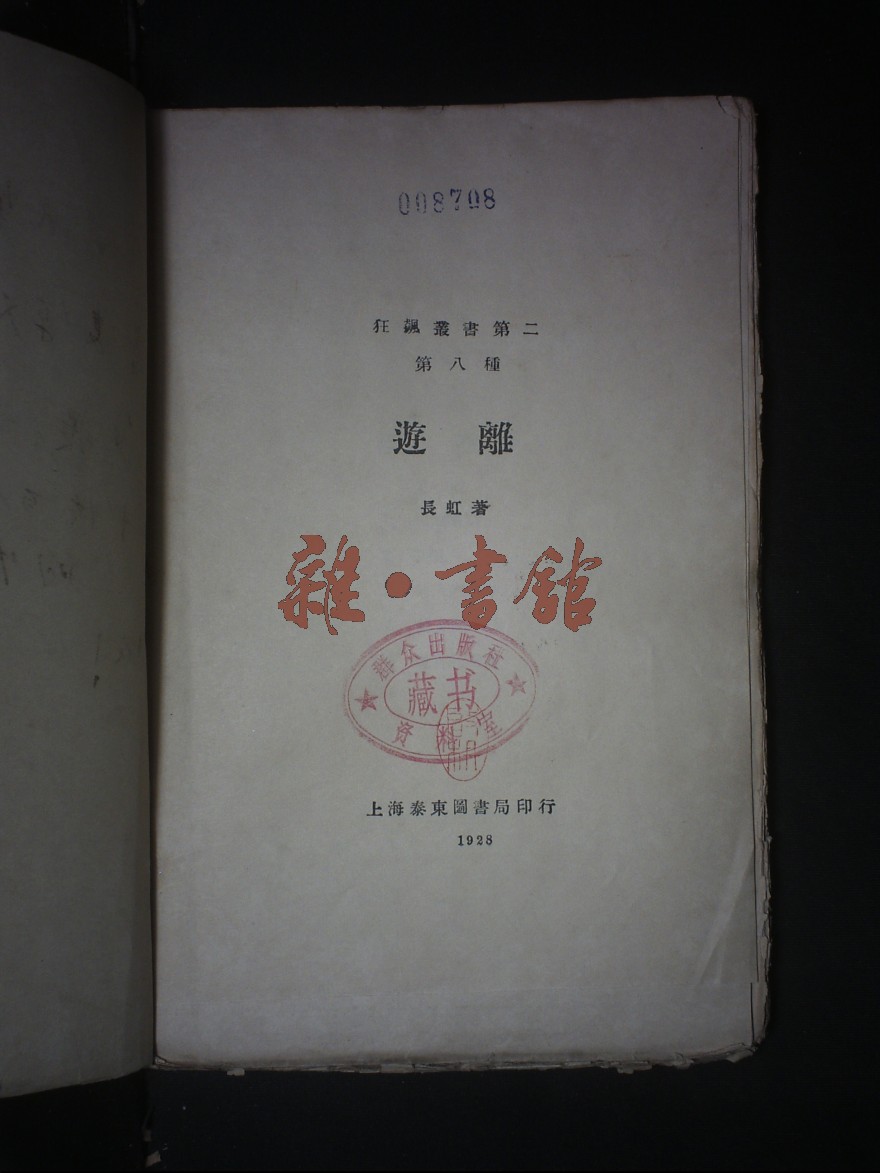 008708
狂飆叢書第二
第八種
遊離
長虹著
雜·書館
群众出版社
藏书
资料室
上海泰東圖書局印行
1928